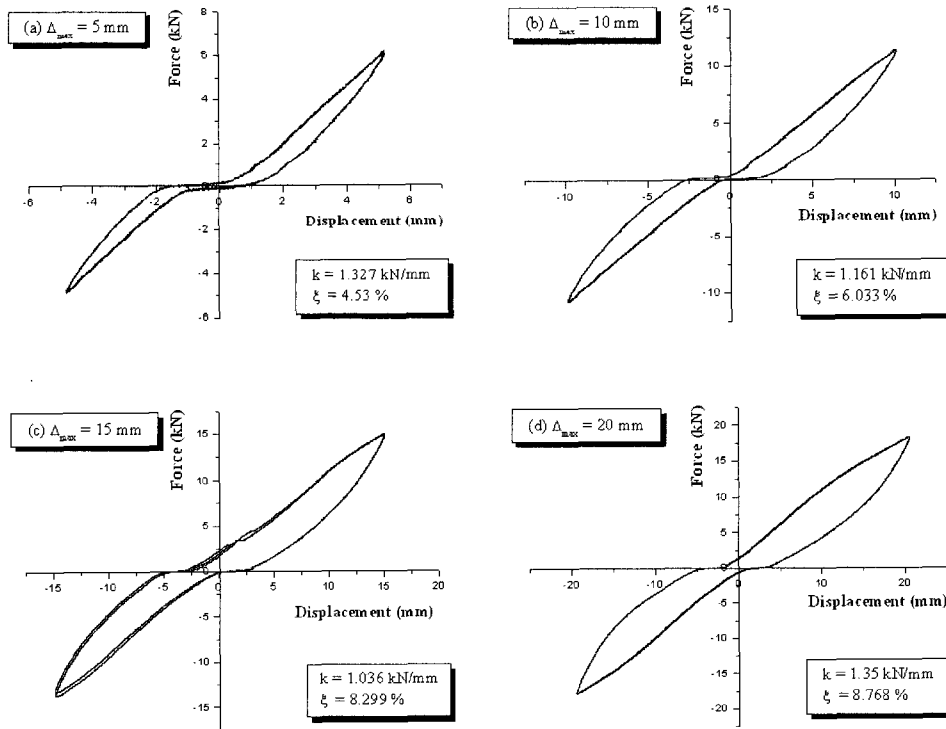 (a) Δmax = 5 mm
Force (kN)
8
6
4
2
0
-2
-4
-6
-6 -4 -2 0 2 4 6
Displacement (mm)
k = 1.327 kN/mm
ξ = 4.53 %
(b) Δmax = 10 mm
Force (kN)
15
10
5
0
-5
-10
-10 -5 0 5 10
Displacement (mm)
k = 1.161 kN/mm
ξ = 6.033 %
(c) Δmax = 15 mm
Force (kN)
15
10
5
0
-5
-10
-15
-15 -10 -5 0 5 10 15 20
Displacement (mm)
k = 1.036 kN/mm
ξ = 8.299 %
(d) Δmax = 20 mm
Force (kN)
20
15
10
5
0
-5
-10
-15
-20
-20 -10 0 10 20
Displacement (mm)
k = 1.35 kN/mm
ξ = 8.768 %